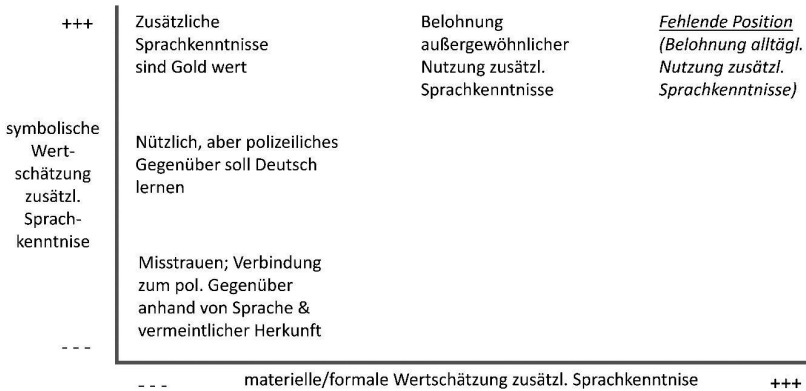 +++
Zusätzliche
Sprachkenntnisse
sind Gold wert
Belohnung
außergewöhnlicher
Nutzung zusätzl.
Sprachkenntnisse
Fehlende Position
(Belohnung alltägl.
Nutzung zusätzl.
Sprachkenntnisse)
symbolische
Wert-
schätzung
zusätzl.
Sprach-
kenntnise
Nützlich, aber polizeiliches
Gegenüber soll Deutsch
lernen
Misstrauen; Verbindung
zum pol. Gegenüber
anhand von Sprache &
vermeintlicher Herkunft
- - -
- - - materielle/formale Wertschätzung zusätzl. Sprachkenntnisse +++